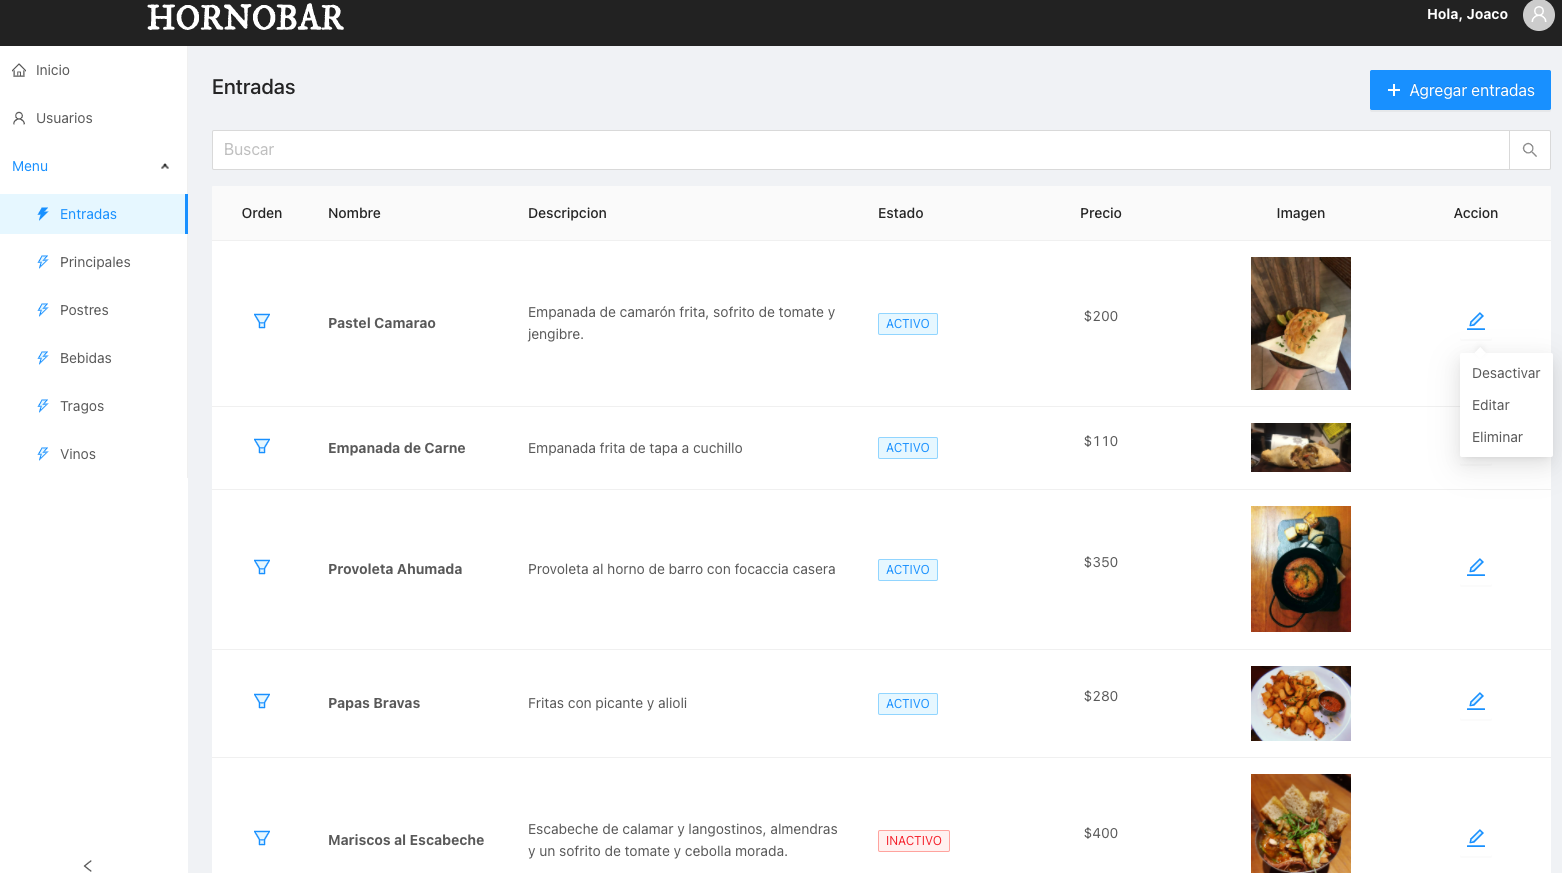 HORNOBAR
Hola, Joaco
Inicio
Usuarios
Menu
Entradas
Principales
Postres
Bebidas
Tragos
Vinos
Entradas
+ Agregar entradas
Buscar
Orden Nombre Descripcion Estado Precio Imagen Accion
Pastel Camarao
Empanada de camarón frita, sofrito de tomate y
jengibre.
ACTIVO
$200
Desactivar
Editar
Eliminar
Empanada de Carne
Empanada frita de tapa a cuchillo
ACTIVO
$110
Provoleta Ahumada
Provoleta al horno de barro con focaccia casera
ACTIVO
$350
Papas Bravas
Fritas con picante y alioli
ACTIVO
$280
Mariscos al Escabeche
Escabeche de calamar y langostinos, almendras
y un sofrito de tomate y cebolla morada.
INACTIVO
$400